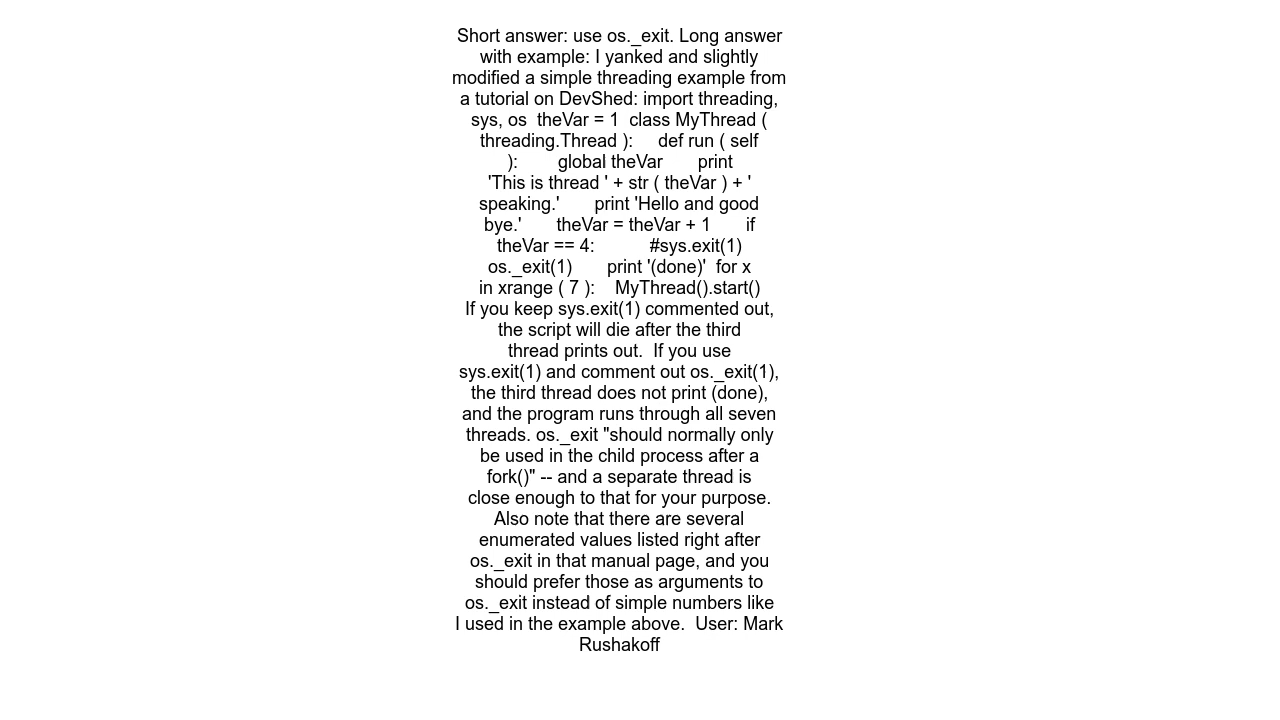 Short answer: use os._exit. Long answer
with example: I yanked and slightly
modified a simple threading example from
a tutorial on DevShed: import threading,
sys, os  theVar = 1  class MyThread (
threading.Thread ):     def run ( self
):        global theVar       print
'This is thread ' + str ( theVar ) + '
speaking.'       print 'Hello and good
bye.'       theVar = theVar + 1       if
theVar == 4:           #sys.exit(1)
os._exit(1)       print '(done)'  for x
in xrange ( 7 ):    MyThread().start()
If you keep sys.exit(1) commented out,
the script will die after the third
thread prints out.  If you use
sys.exit(1) and comment out os._exit(1),
the third thread does not print (done),
and the program runs through all seven
threads. os._exit "should normally only
be used in the child process after a
fork()" -- and a separate thread is
close enough to that for your purpose.
Also note that there are several
enumerated values listed right after
os._exit in that manual page, and you
should prefer those as arguments to
os._exit instead of simple numbers like
I used in the example above.  User: Mark
Rushakoff